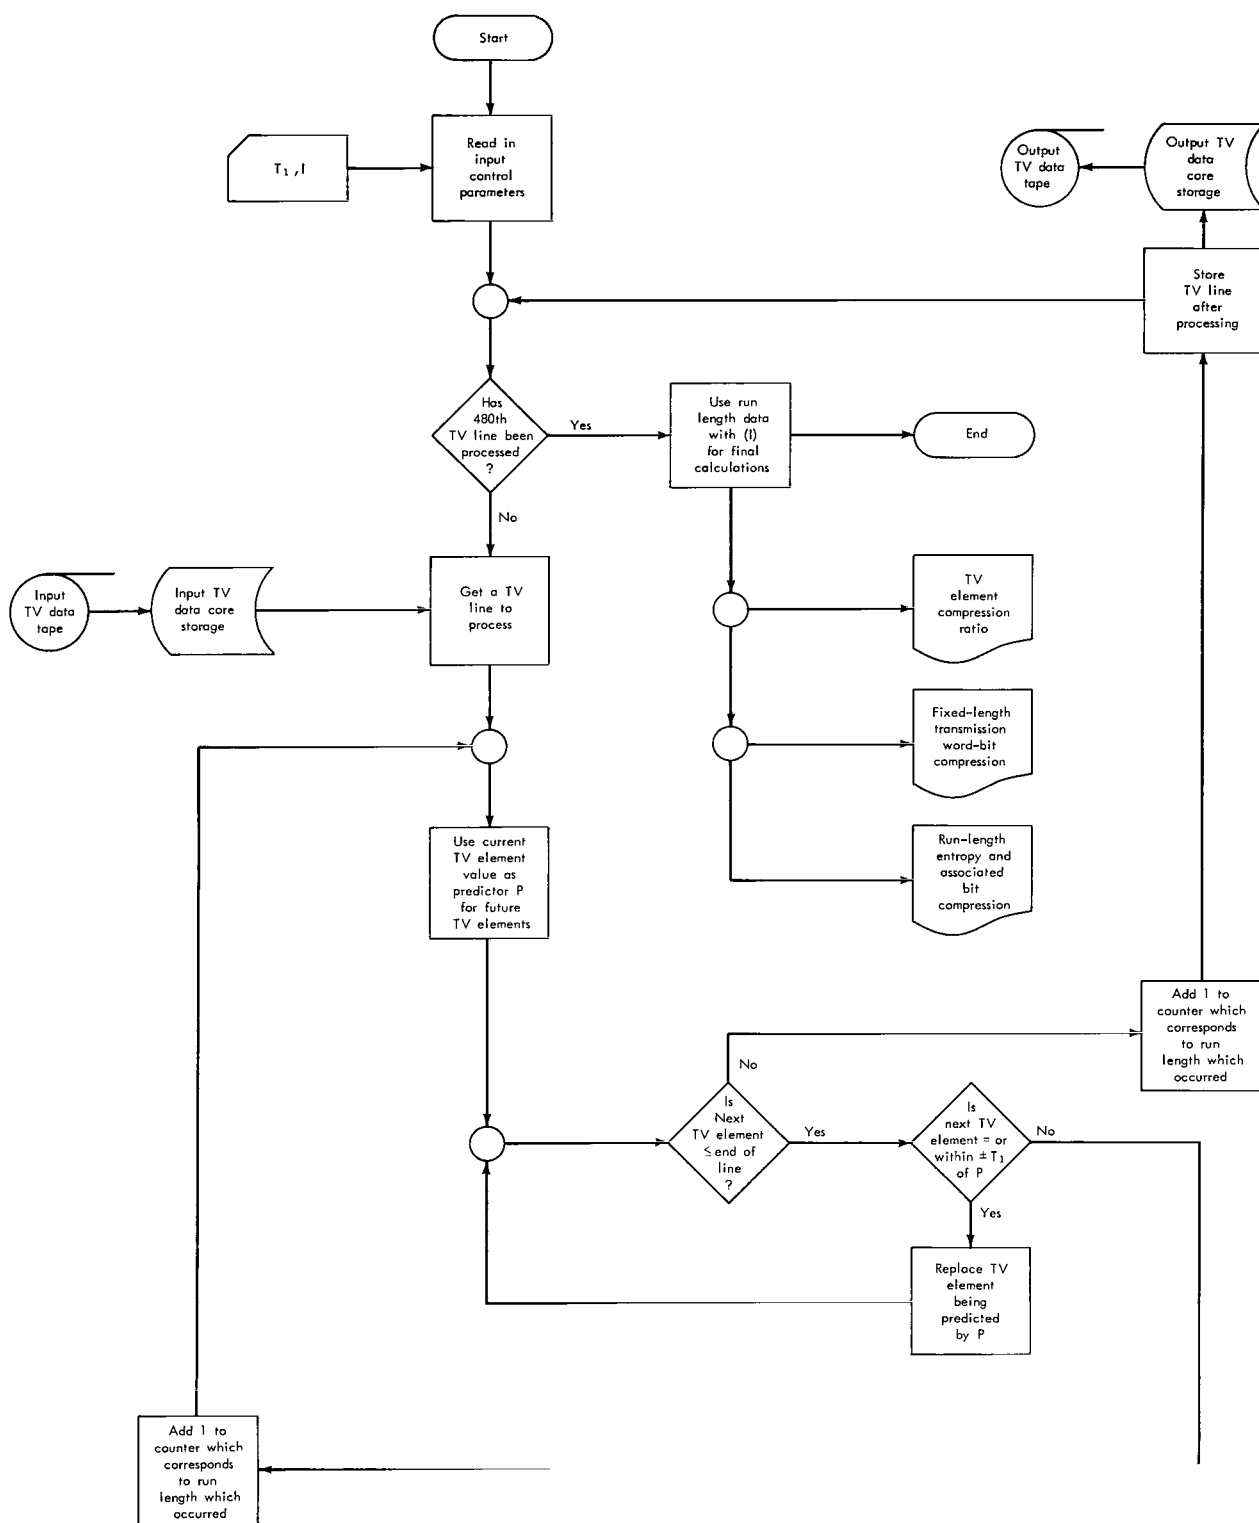 Start
T₁, I
Read in
input
control
parameters
Output
TV data
tape
Output TV
data
core
storage
Store
TV line
after
processing
Has
480th
TV line been
processed
?
Yes
Use run
length data
with (I)
for final
calculations
End
No
Input
TV data
tape
Input TV
data core
storage
Get a TV
line to
process
TV
element
compression
ratio
Fixed-length
transmission
word-bit
compression
Use current
TV element
value as
predictor P
for future
TV elements
Run-length
entropy and
associated
bit
compression
Add 1 to
counter which
corresponds
to run
length which
occurred
No
Is
Next
TV element
≤ end of
line
?
Yes
Is
next TV
element = or
within ± T₁
of P
No
Yes
Replace TV
element
being
predicted
by P
Add 1 to
counter which
corresponds
to run
length which
occurred